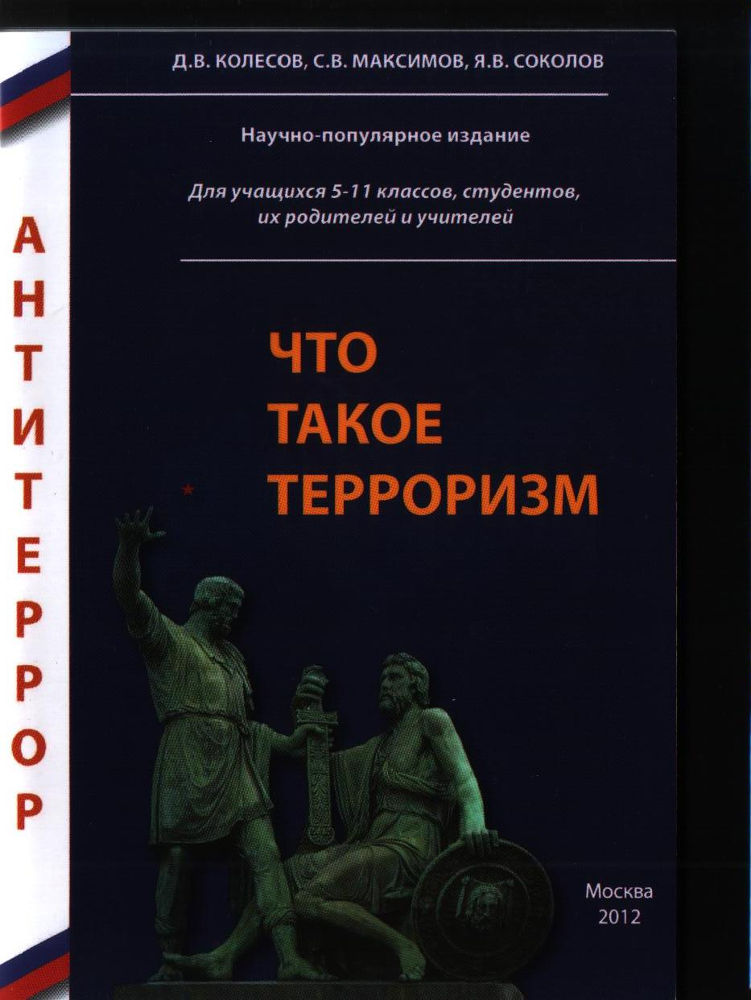 Д.В. КОЛЕСОВ, С.В. МАКСИМОВ, Я.В. СОКОЛОВ
Научно-популярное издание
Для учащихся 5-11 классов, студентов,
их родителей и учителей
ЧТО
ТАКОЕ
ТЕРРОРИЗМ
АНТИТЕРРОР
Москва
2012